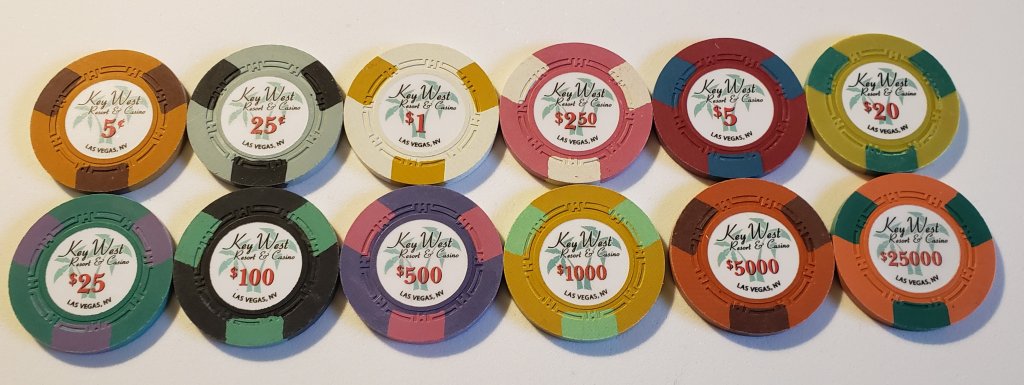 Key West
Resort & Casino
5¢
LAS VEGAS, NV
Key West
Resort & Casino
25¢
LAS VEGAS, NV
Key West
Resort & Casino
$1
LAS VEGAS, NV
Key West
Resort & Casino
$2.50
LAS VEGAS, NV
Key West
Resort & Casino
$5
LAS VEGAS, NV
Key West
Resort & Casino
$20
LAS VEGAS, NV
Key West
Resort & Casino
$25
LAS VEGAS, NV
Key West
Resort & Casino
$100
LAS VEGAS, NV
Key West
Resort & Casino
$500
LAS VEGAS, NV
Key West
Resort & Casino
$1000
LAS VEGAS, NV
Key West
Resort & Casino
$5000
LAS VEGAS, NV
Key West
Resort & Casino
$25000
LAS VEGAS, NV